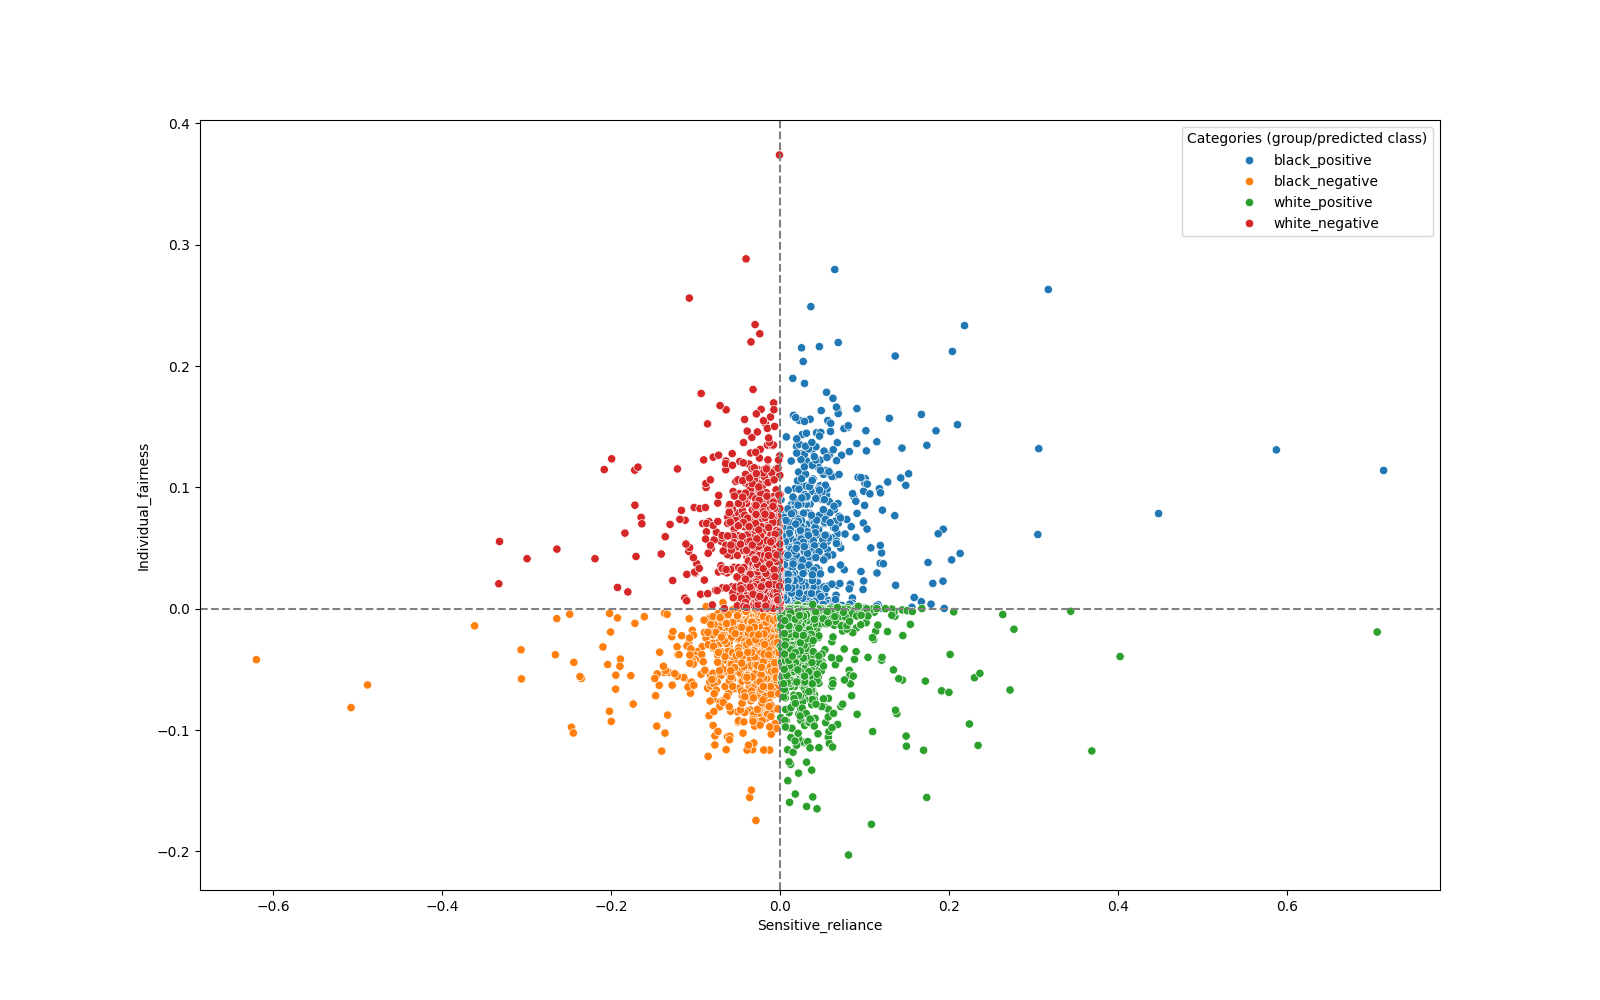 0.4
0.3
0.2
0.1
0.0
−0.1
−0.2
Individual_fairness
Categories (group/predicted class)
black_positive
black_negative
white_positive
white_negative
−0.6 −0.4 −0.2 0.0 0.2 0.4 0.6
Sensitive_reliance